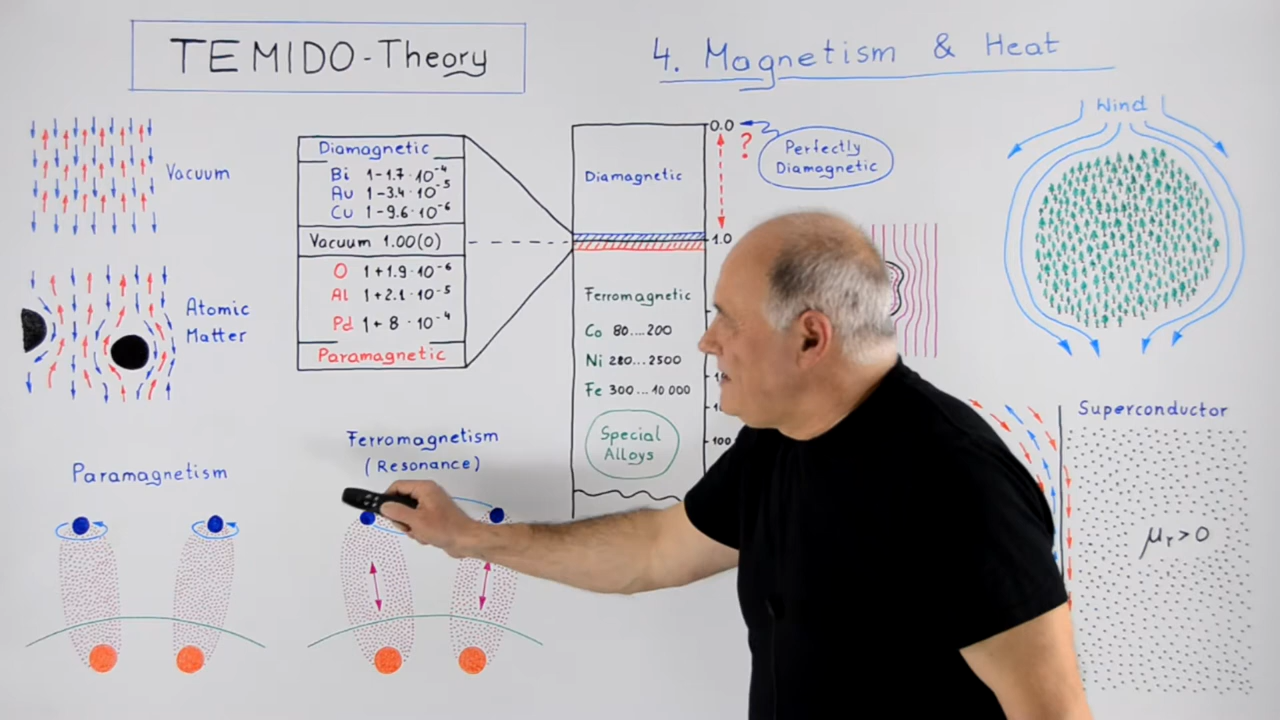 TEMIDO-Theory
4. Magnetism & Heat
Vacuum
Atomic
Matter
Diamagnetic
Bi 1-1.7·10⁻⁴
Au 1-3.4·10⁻⁵
Cu 1-9.6·10⁻⁶
Vacuum 1.00(0)
O 1+1.9·10⁻⁶
Al 1+2.1·10⁻⁵
Pd 1+8·10⁻⁴
Paramagnetic
Diamagnetic
Ferromagnetic
Co 80...200
Ni 280...2500
Fe 300...10 000
Special
Alloys
0.0
?
1.0
100
Perfectly
Diamagnetic
Wind
Paramagnetism
Ferromagnetism
(Resonance)
Superconductor
μr>0